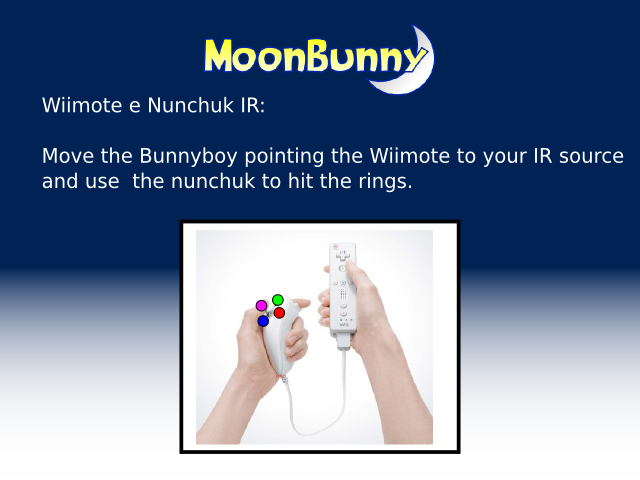 MoonBunny
Wiimote e Nunchuk IR:
Move the Bunnyboy pointing the Wiimote to your IR source
and use  the nunchuk to hit the rings.